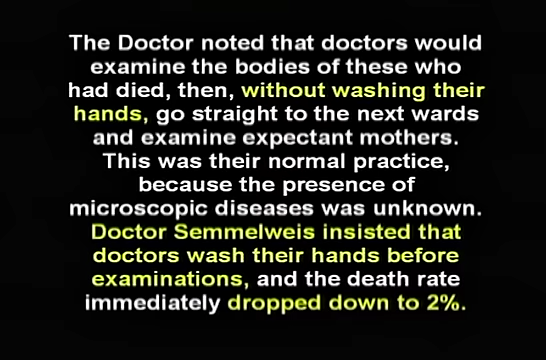 The Doctor noted that doctors would
examine the bodies of these who
had died, then, without washing their
hands, go straight to the next wards
and examine expectant mothers.
This was their normal practice,
because the presence of
microscopic diseases was unknown.
Doctor Semmelweis insisted that
doctors wash their hands before
examinations, and the death rate
immediately dropped down to 2%.